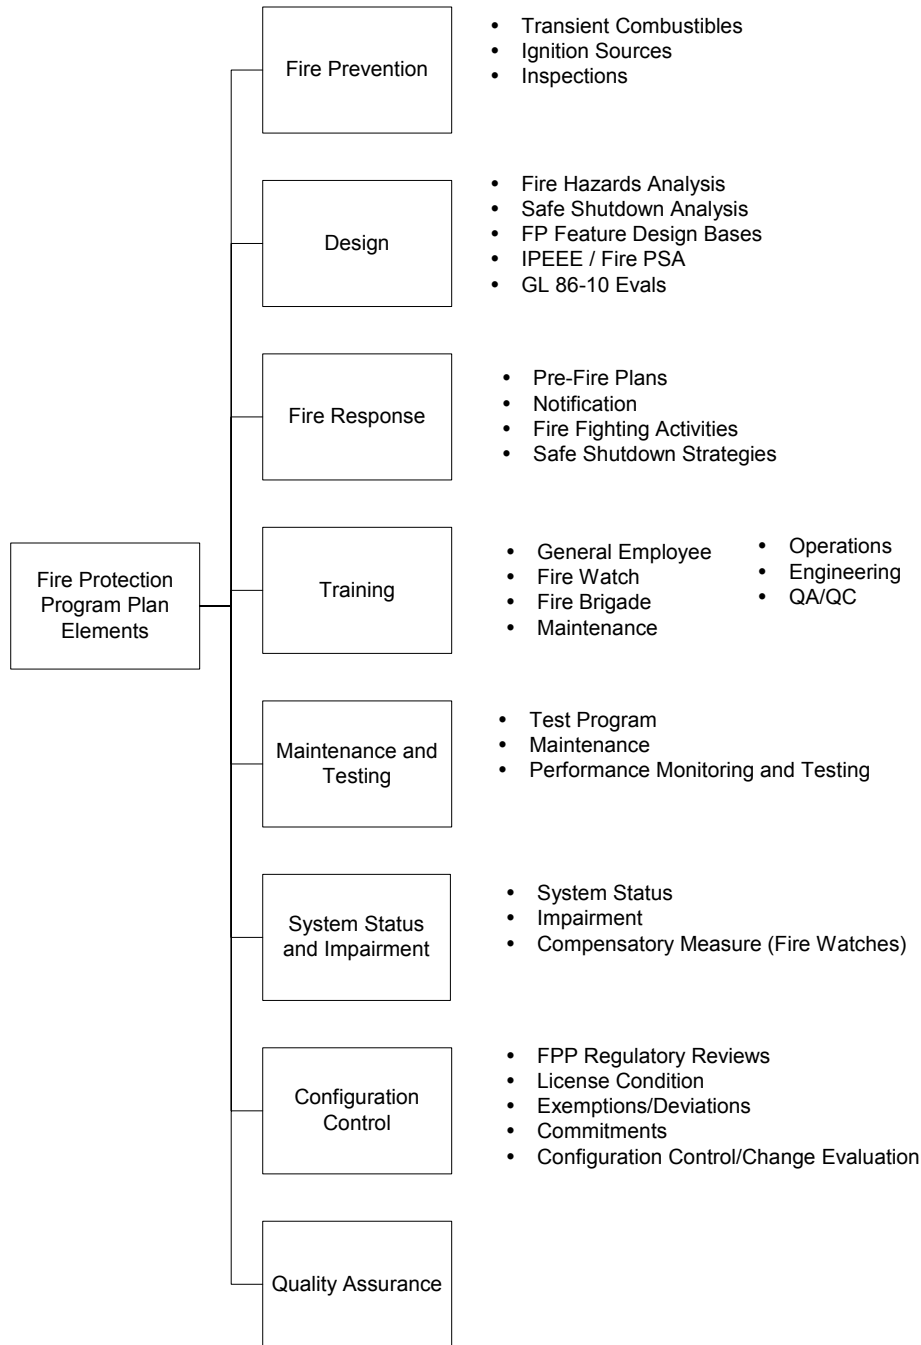 Fire Prevention
• Transient Combustibles
• Ignition Sources
• Inspections
Design
• Fire Hazards Analysis
• Safe Shutdown Analysis
• FP Feature Design Bases
• IPEEE / Fire PSA
• GL 86-10 Evals
Fire Response
• Pre-Fire Plans
• Notification
• Fire Fighting Activities
• Safe Shutdown Strategies
Fire Protection
Program Plan
Elements
Training
• General Employee
• Fire Watch
• Fire Brigade
• Maintenance
• Operations
• Engineering
• QA/QC
Maintenance and
Testing
• Test Program
• Maintenance
• Performance Monitoring and Testing
System Status
and Impairment
• System Status
• Impairment
• Compensatory Measure (Fire Watches)
Configuration
Control
• FPP Regulatory Reviews
• License Condition
• Exemptions/Deviations
• Commitments
• Configuration Control/Change Evaluation
Quality Assurance